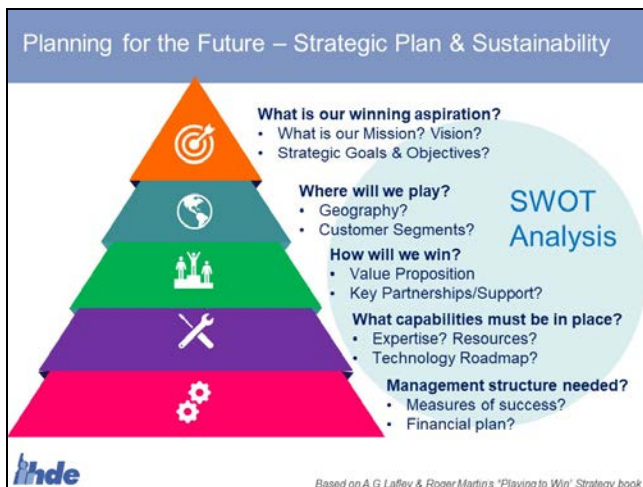 Planning for the Future – Strategic Plan & Sustainability
What is our winning aspiration?
• What is our Mission? Vision?
• Strategic Goals & Objectives?
Where will we play?
• Geography?
• Customer Segments?
SWOT
Analysis
How will we win?
• Value Proposition
• Key Partnerships/Support?
What capabilities must be in place?
• Expertise? Resources?
• Technology Roadmap?
Management structure needed?
• Measures of success?
• Financial plan?
ihde
Based on A.G Lafley & Roger Martin's "Playing to Win' Strategy book